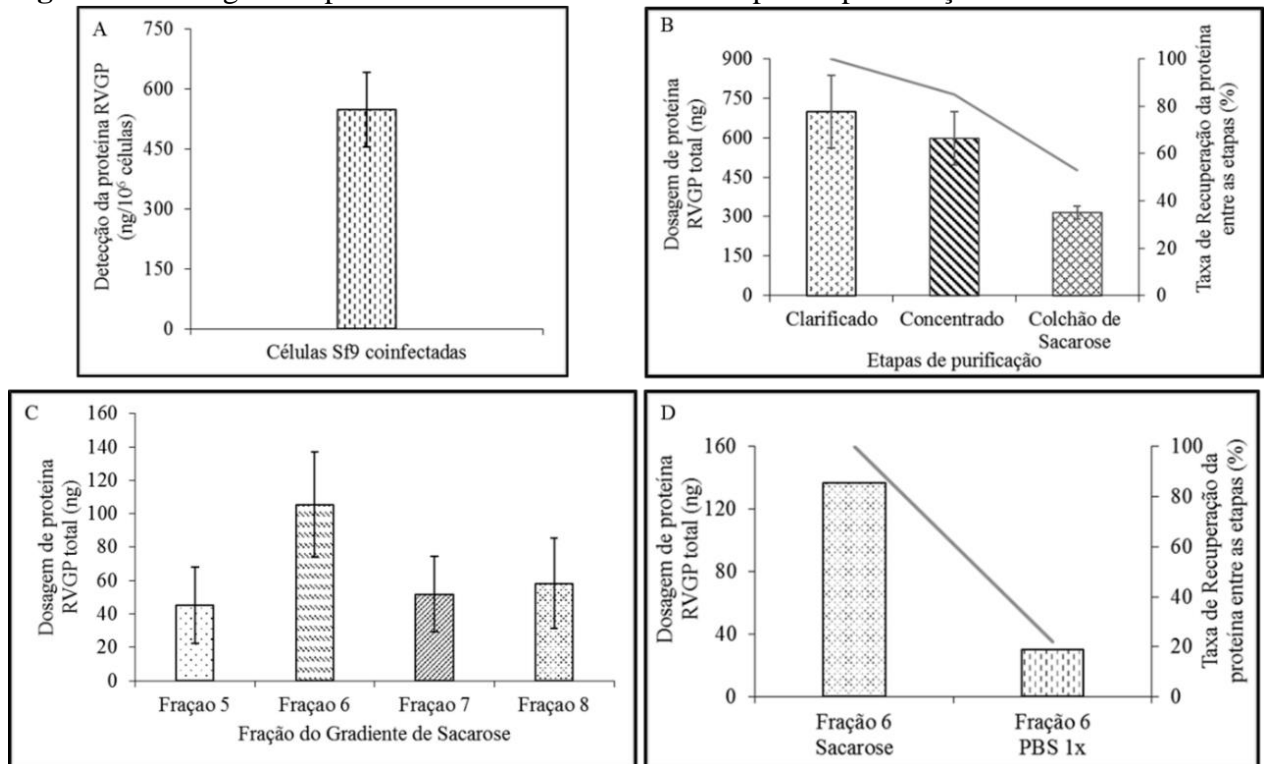 A
750
600
450
300
150
0
Detecção da proteína RVGP
(ng/10⁶ células)
Células Sf9 coinfectadas
B
900
750
600
450
300
150
0
Dosagem de proteína
RVGP total (ng)
100
80
60
40
20
0
Taxa de Recuperação da proteína
entre as etapas (%)
Clarificado Concentrado Colchão de
Sacarose
Etapas de purificação
C
160
140
120
100
80
60
40
20
0
Dosagem de proteína
RVGP total (ng)
Fraçao 5 Fraçao 6 Fraçao 7 Fraçao 8
Fração do Gradiente de Sacarose
D
160
120
80
40
0
Dosagem de proteína
RVGP total (ng)
100
80
60
40
20
0
Taxa de Recuperação da
proteína entre as etapas (%)
Fração 6 Fração 6
Sacarose PBS 1x